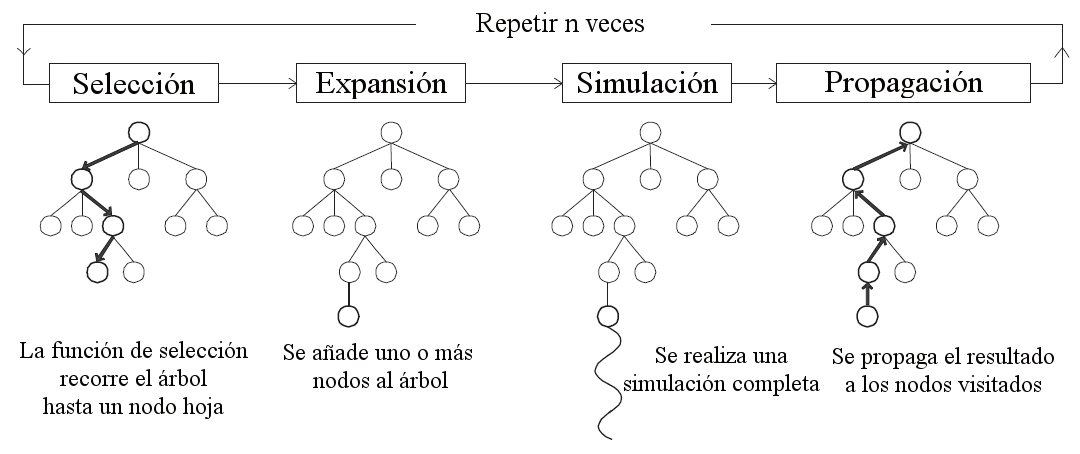 Repetir n veces
Selección
Expansión
Simulación
Propagación
La función de selección
recorre el árbol
hasta un nodo hoja
Se añade uno o más
nodos al árbol
Se realiza una
simulación completa
Se propaga el resultado
a los nodos visitados